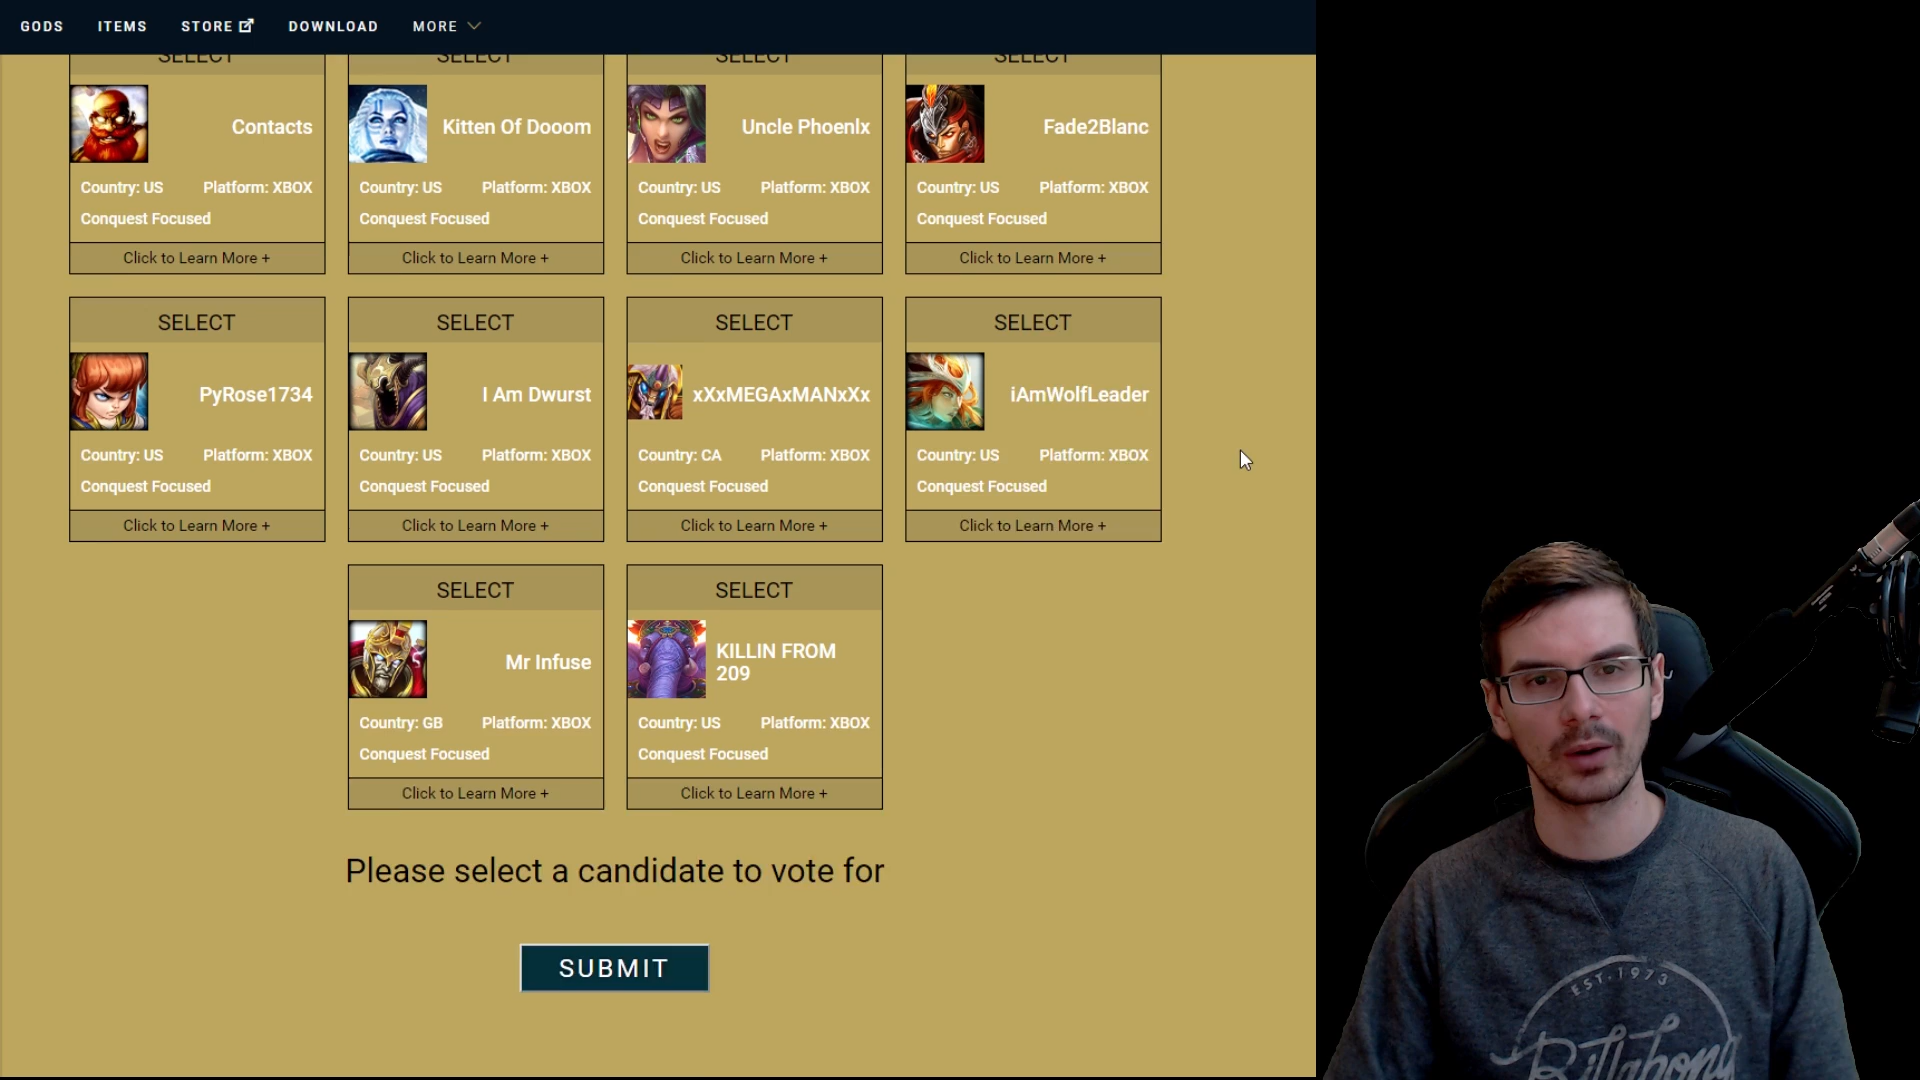 GODS ITEMS STORE DOWNLOAD MORE
SELECT SELECT SELECT SELECT
Contacts Kitten Of Dooom Uncle Phoenlx Fade2Blanc
Country: US Platform: XBOX Country: US Platform: XBOX Country: US Platform: XBOX Country: US Platform: XBOX
Conquest Focused Conquest Focused Conquest Focused Conquest Focused
Click to Learn More + Click to Learn More + Click to Learn More + Click to Learn More +
SELECT SELECT SELECT SELECT
PyRose1734 I Am Dwurst xXxMEGAxMANxXx iAmWolfLeader
Country: US Platform: XBOX Country: US Platform: XBOX Country: CA Platform: XBOX Country: US Platform: XBOX
Conquest Focused Conquest Focused Conquest Focused Conquest Focused
Click to Learn More + Click to Learn More + Click to Learn More + Click to Learn More +
SELECT SELECT
Mr Infuse KILLIN FROM
209
Country: GB Platform: XBOX Country: US Platform: XBOX
Conquest Focused Conquest Focused
Click to Learn More + Click to Learn More +
Please select a candidate to vote for
SUBMIT
EST. 1973
Billabong